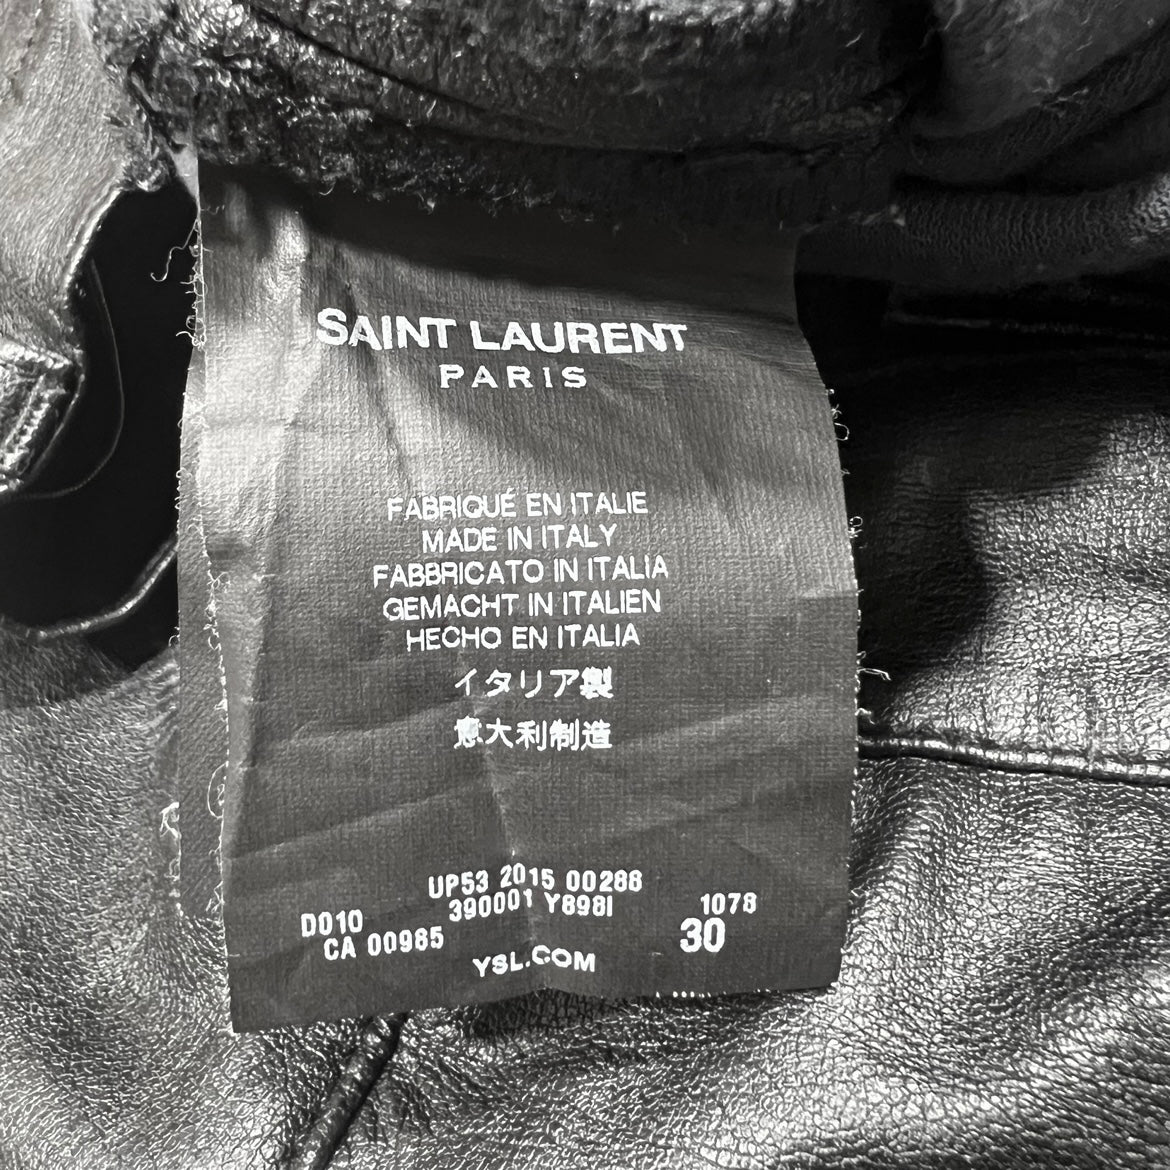 SAINT LAURENT
PARIS
FABRIQUÉ EN ITALIE
MADE IN ITALY
FABBRICATO IN ITALIA
GEMACHT IN ITALIEN
HECHO EN ITALIA
イタリア製
意大利制造
UP53 2015 00288
D010 390001 Y898I 1078
CA 00985 30
YSL.COM